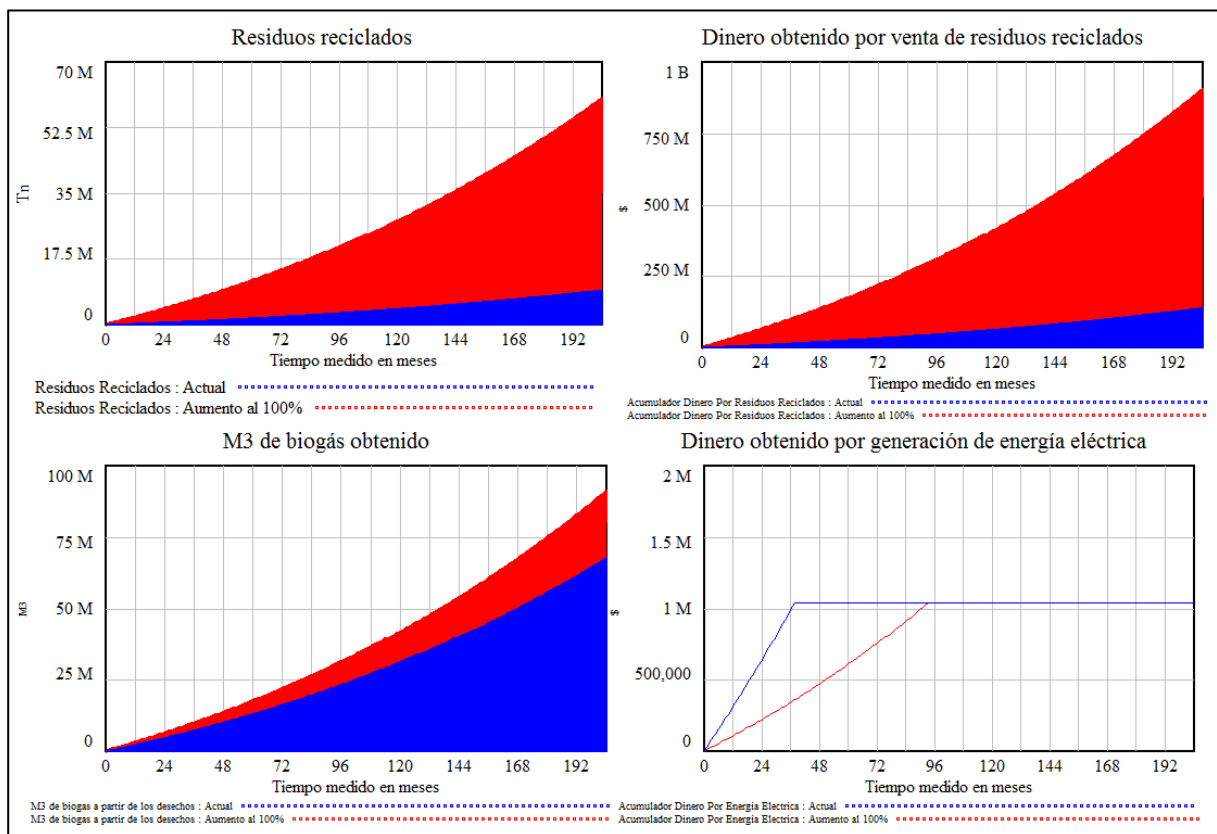 Residuos reciclados
70 M
52.5 M
35 M
17.5 M
0
Tn
0 24 48 72 96 120 144 168 192
Tiempo medido en meses
Residuos Reciclados : Actual
Residuos Reciclados : Aumento al 100%
Dinero obtenido por venta de residuos reciclados
1 B
750 M
500 M
250 M
0
$
0 24 48 72 96 120 144 168 192
Tiempo medido en meses
Acumulador Dinero Por Residuos Reciclados : Actual
Acumulador Dinero Por Residuos Reciclados : Aumento al 100%
M3 de biogás obtenido
100 M
75 M
50 M
25 M
0
M3
0 24 48 72 96 120 144 168 192
Tiempo medido en meses
M3 de biogas a partir de los desechos : Actual
M3 de biogas a partir de los desechos : Aumento al 100%
Dinero obtenido por generación de energía eléctrica
2 M
1.5 M
1 M
500,000
0
$
0 24 48 72 96 120 144 168 192
Tiempo medido en meses
Acumulador Dinero Por Energia Electrica : Actual
Acumulador Dinero Por Energia Electrica : Aumento al 100%